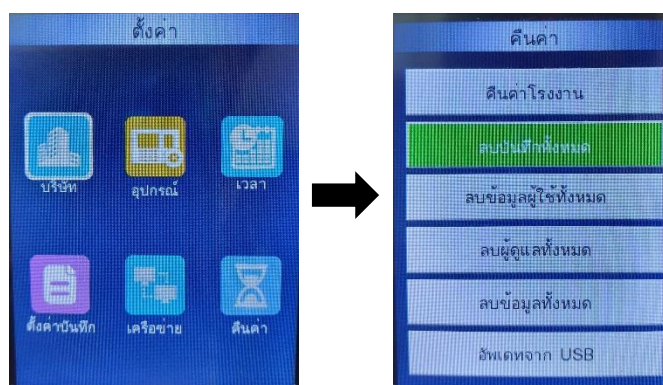 ตั้งค่า
บริษัท
อุปกรณ์
เวลา
ตั้งค่าบันทึก
เครือข่าย
คืนค่า
คืนค่า
คืนค่าโรงงาน
ลบบันทึกทั้งหมด
ลบข้อมูลผู้ใช้ทั้งหมด
ลบผู้ดูแลทั้งหมด
ลบข้อมูลทั้งหมด
อัพเดทจาก USB